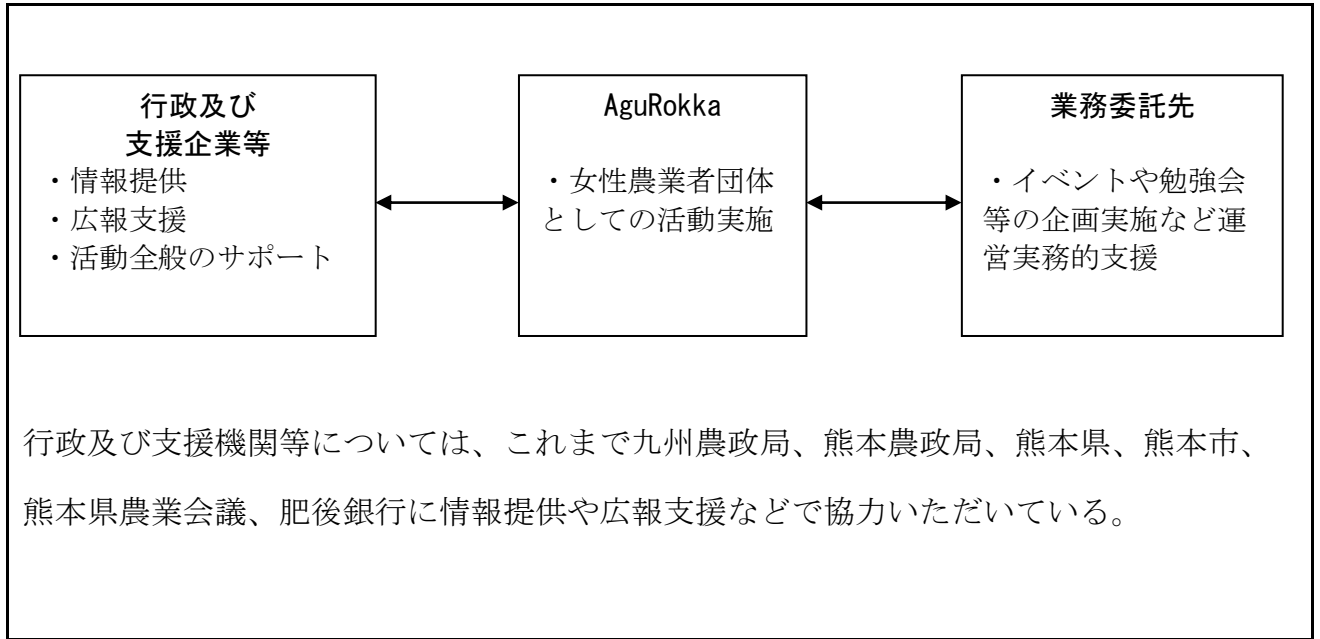 行政及び
支援企業等
・情報提供
・広報支援
・活動全般のサポート
AguRokka
・女性農業者団体
としての活動実施
業務委託先
・イベントや勉強会
等の企画実施など運
営実務的支援
行政及び支援機関等については、これまで九州農政局、熊本農政局、熊本県、熊本市、
熊本県農業会議、肥後銀行に情報提供や広報支援などで協力いただいている。